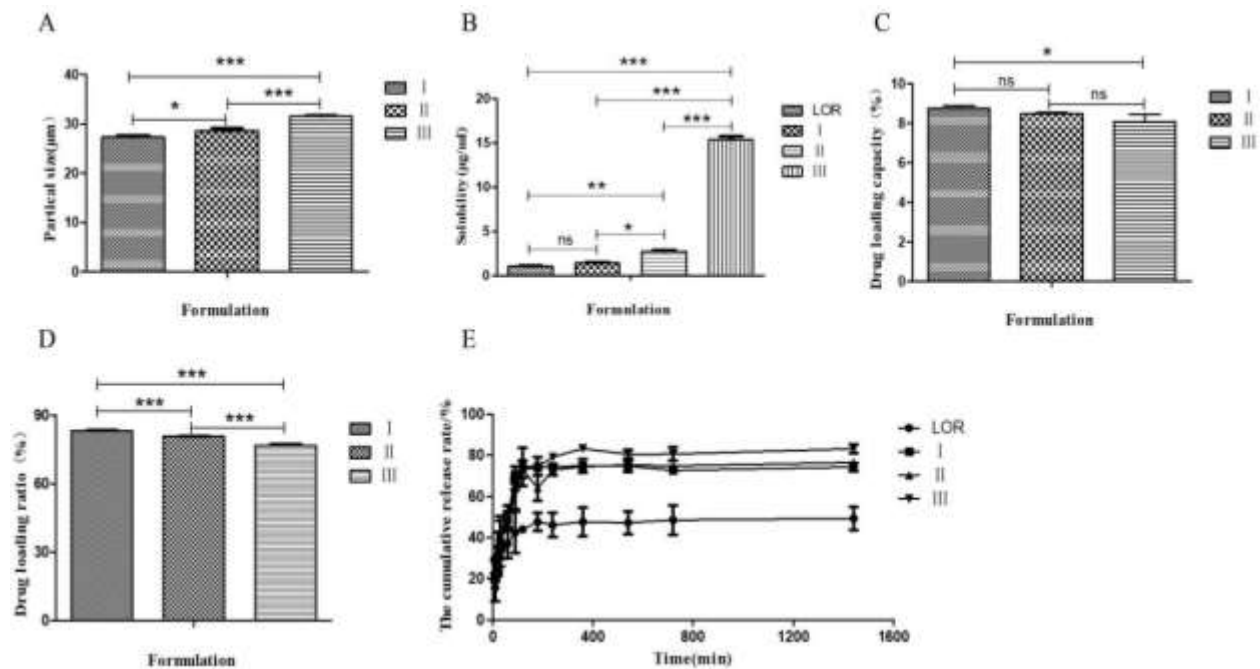 A
***
*
***
40
30
20
10
0
Partical size(μm)
Formulation
I
II
III
B
***
***
***
**
ns
*
20
15
10
5
0
Solubility (μg/ml)
Formulation
LOR
I
II
III
C
*
ns
ns
10
8
6
4
2
0
Drug loading capacity (%)
Formulation
I
II
III
D
***
***
***
90
60
30
0
Drug loading ratio (%)
Formulation
I
II
III
E
100
80
60
40
20
0
The cumulative release rate/%
0
400
800
1200
1600
Time(min)
LOR
I
II
III